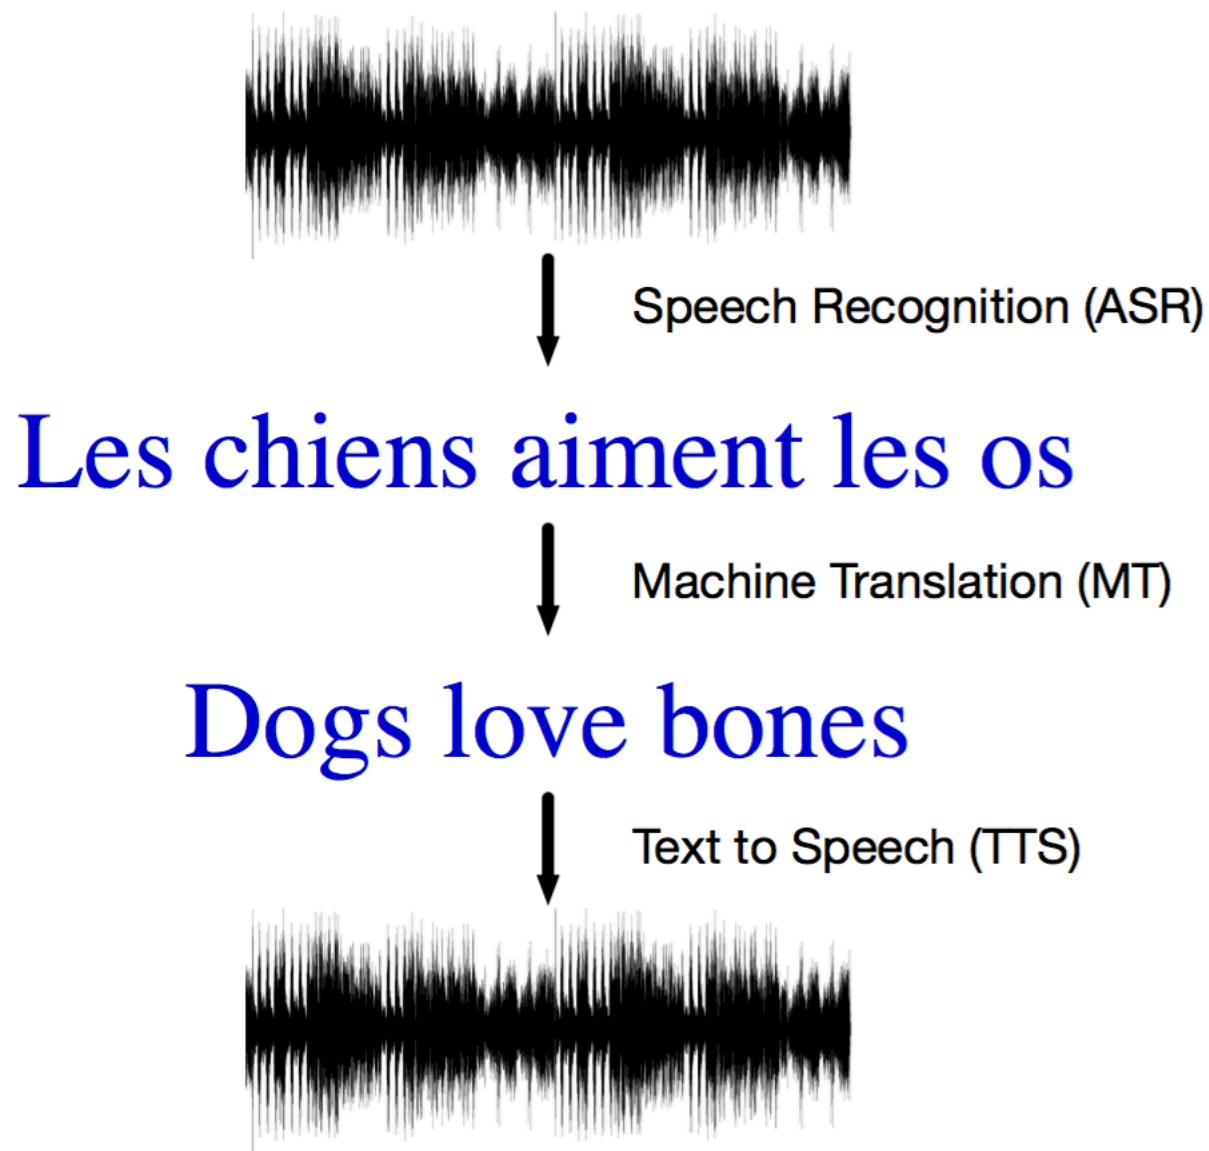 Speech Recognition (ASR)
Les chiens aiment les os
Machine Translation (MT)
Dogs love bones
Text to Speech (TTS)